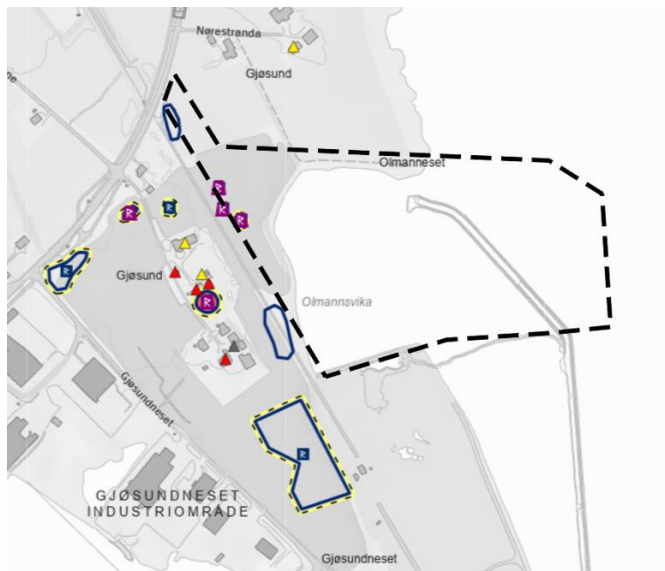 Nørestranda
Gjøsund
Olmanneset
Gjøsund
Olmannsvika
Gjøsundneset
GJØSUNDNESET
INDUSTRIOMRÅDE
Gjøsundneset